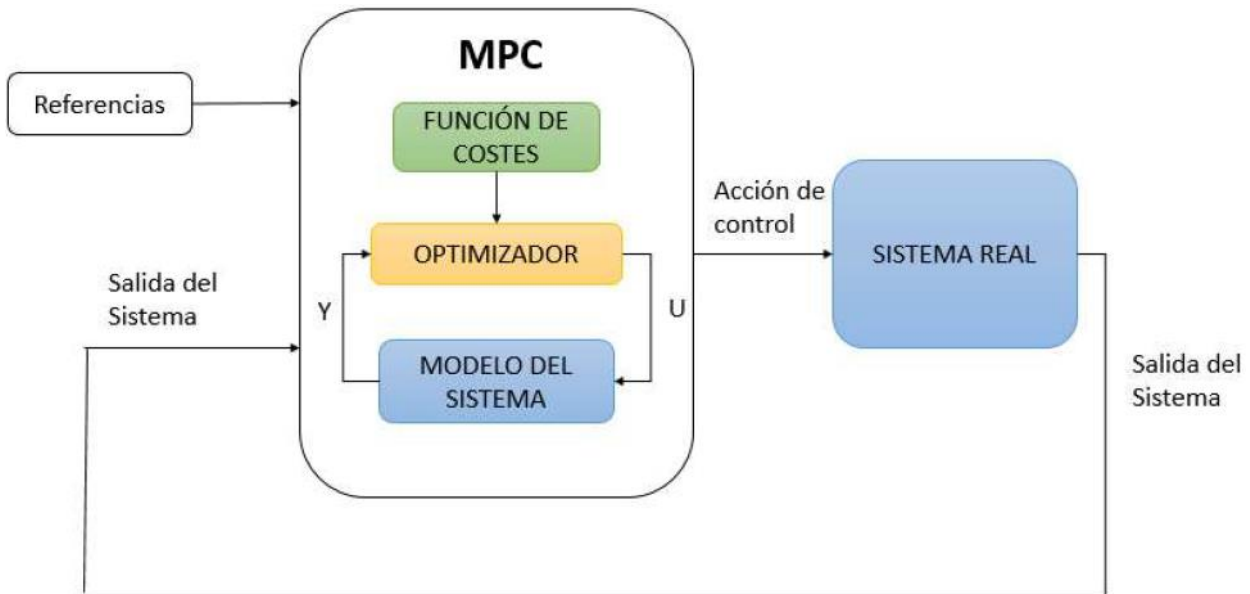 MPC
Referencias
FUNCIÓN DE
COSTES
Acción de
control
OPTIMIZADOR
SISTEMA REAL
Salida del
Sistema
Y
U
MODELO DEL
SISTEMA
Salida del
Sistema